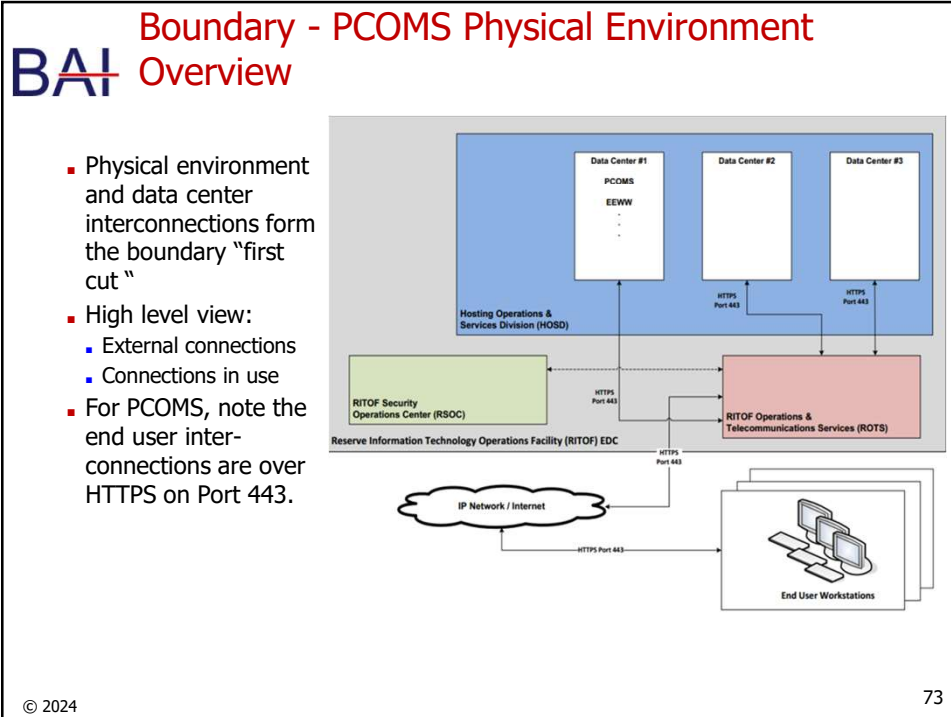 Boundary - PCOMS Physical Environment
Overview
BAI
▪ Physical environment
and data center
interconnections form
the boundary “first
cut “
▪ High level view:
▪ External connections
▪ Connections in use
▪ For PCOMS, note the
end user inter-
connections are over
HTTPS on Port 443.
Data Center #1
PCOMS
EEWW
.
.
.
Data Center #2
Data Center #3
HTTPS
Port 443
HTTPS
Port 443
Hosting Operations &
Services Division (HOSD)
RITOF Security
Operations Center (RSOC)
HTTPS
Port 443
RITOF Operations &
Telecommunications Services (ROTS)
Reserve Information Technology Operations Facility (RITOF) EDC
HTTPS
Port 443
IP Network / Internet
HTTPS Port 443
End User Workstations
© 2024
73